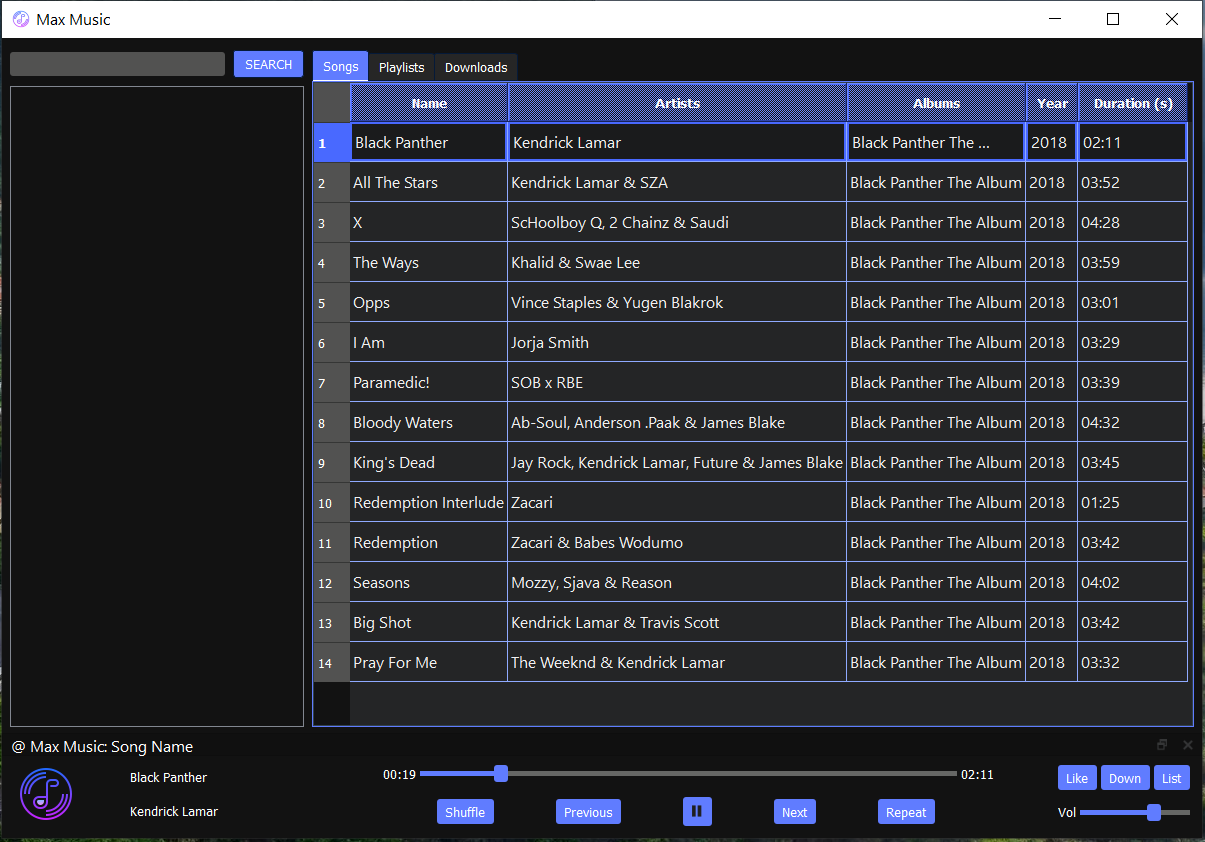 Max Music
SEARCH
Songs Playlists Downloads
Name Artists Albums Year Duration (s)
1 Black Panther Kendrick Lamar Black Panther The ... 2018 02:11
2 All The Stars Kendrick Lamar & SZA Black Panther The Album 2018 03:52
3 X ScHoolboy Q, 2 Chainz & Saudi Black Panther The Album 2018 04:28
4 The Ways Khalid & Swae Lee Black Panther The Album 2018 03:59
5 Opps Vince Staples & Yugen Blakrok Black Panther The Album 2018 03:01
6 I Am Jorja Smith Black Panther The Album 2018 03:29
7 Paramedic! SOB x RBE Black Panther The Album 2018 03:39
8 Bloody Waters Ab-Soul, Anderson .Paak & James Blake Black Panther The Album 2018 04:32
9 King's Dead Jay Rock, Kendrick Lamar, Future & James Blake Black Panther The Album 2018 03:45
10 Redemption Interlude Zacari Black Panther The Album 2018 01:25
11 Redemption Zacari & Babes Wodumo Black Panther The Album 2018 03:42
12 Seasons Mozzy, Sjava & Reason Black Panther The Album 2018 04:02
13 Big Shot Kendrick Lamar & Travis Scott Black Panther The Album 2018 03:42
14 Pray For Me The Weeknd & Kendrick Lamar Black Panther The Album 2018 03:32
@ Max Music: Song Name
Black Panther 00:19 02:11 Like Down List
Kendrick Lamar Shuffle Previous Next Repeat Vol